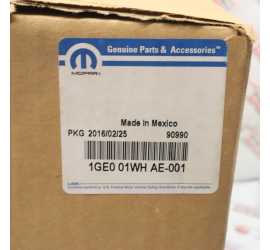 Genuine Parts & Accessories™
MOPAR
Made in Mexico
PKG 2016/02/25 90990
1GE0 01WH AE-001